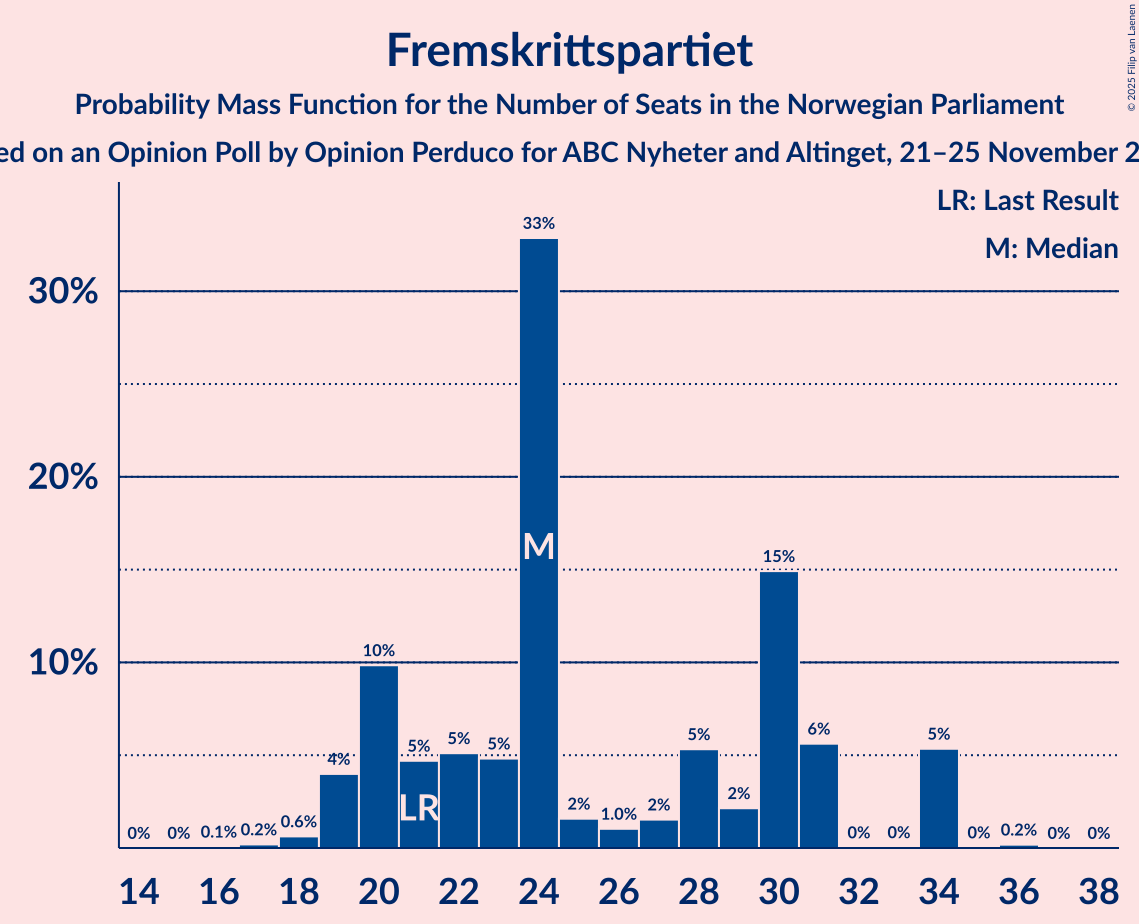 Fremskrittspartiet
Probability Mass Function for the Number of Seats in the Norwegian Parliament
on an Opinion Poll by Opinion Perduco for ABC Nyheter and Altinget, 21–25 November
© 2025 Filip van Laenen
LR: Last Result
M: Median
30%
20%
10%
0% 0% 0.1% 0.2% 0.6% 4% 10% 5% 5% 5% 33% 2% 1.0% 2% 5% 2% 15% 6% 0% 0% 5% 0% 0.2% 0% 0%
M
LR
14 16 18 20 22 24 26 28 30 32 34 36 38